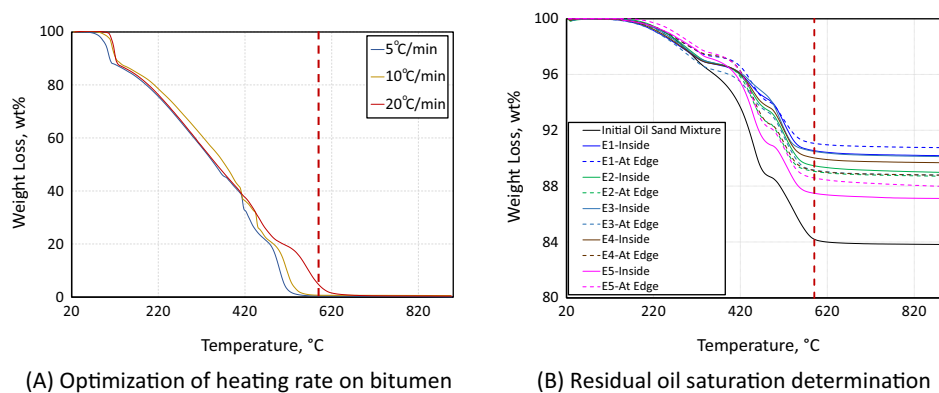 Weight Loss, wt%
100
80
60
40
20
0
5°C/min
10°C/min
20°C/min
20
220
420
620
820
Temperature, °C
(A) Optimization of heating rate on bitumen
Weight Loss, wt%
100
96
92
88
84
80
Initial Oil Sand Mixture
E1-Inside
E1-At Edge
E2-Inside
E2-At Edge
E3-Inside
E3-At Edge
E4-Inside
E4-At Edge
E5-Inside
E5-At Edge
20
220
420
620
820
Temperature, °C
(B) Residual oil saturation determination